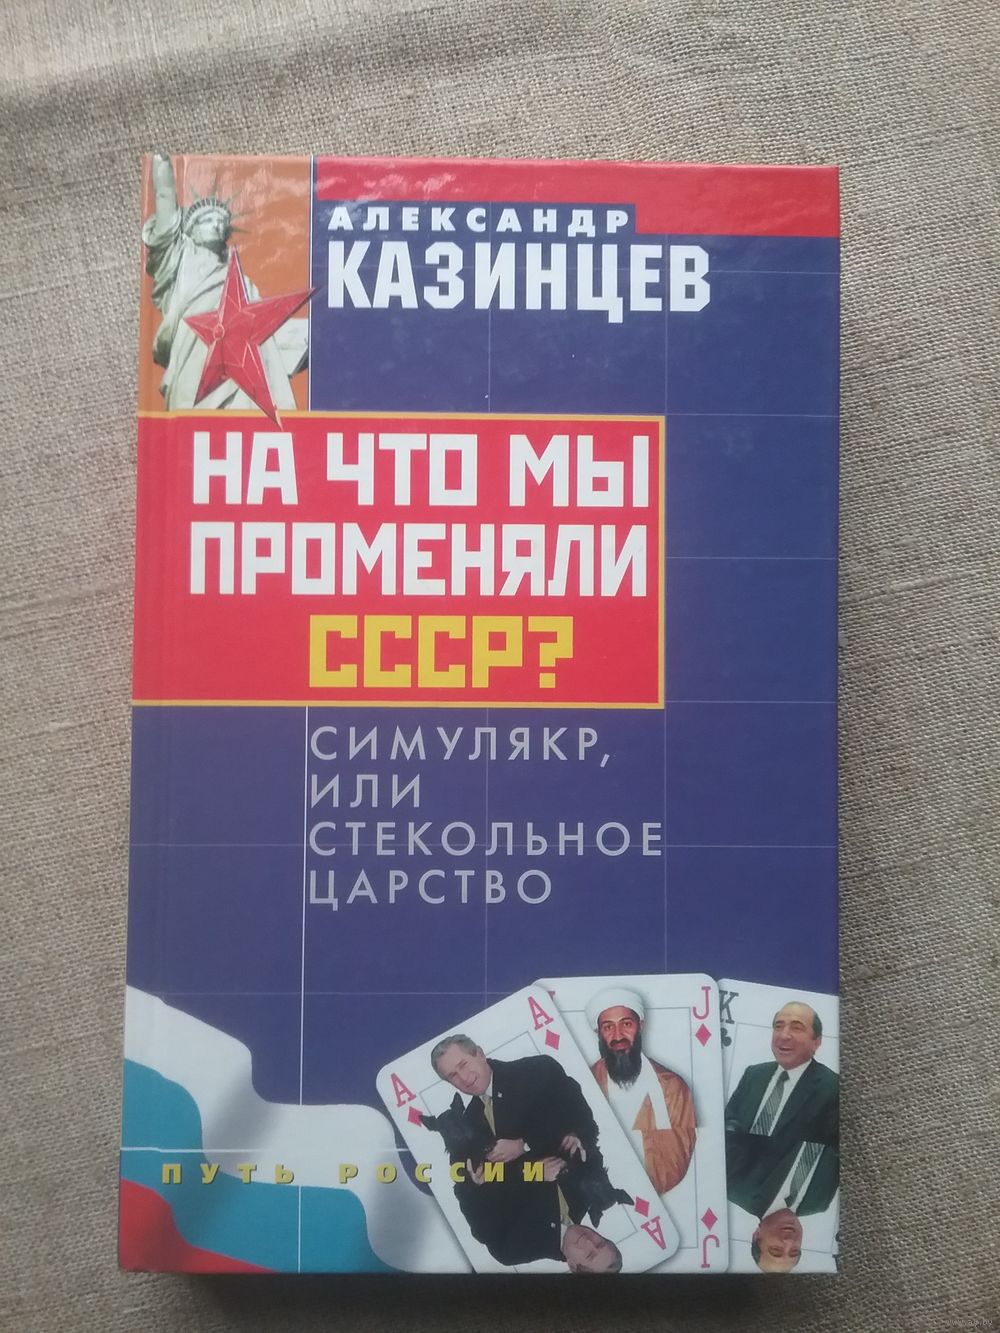 АЛЕКСАНДР
КАЗИНЦЕВ
НА ЧТО МЫ
ПРОМЕНЯЛИ
СССР?
СИМУЛЯКР,
ИЛИ
СТЕКОЛЬНОЕ
ЦАРСТВО
A
A
J
K
ПУТЬ РОССИИ
A
J